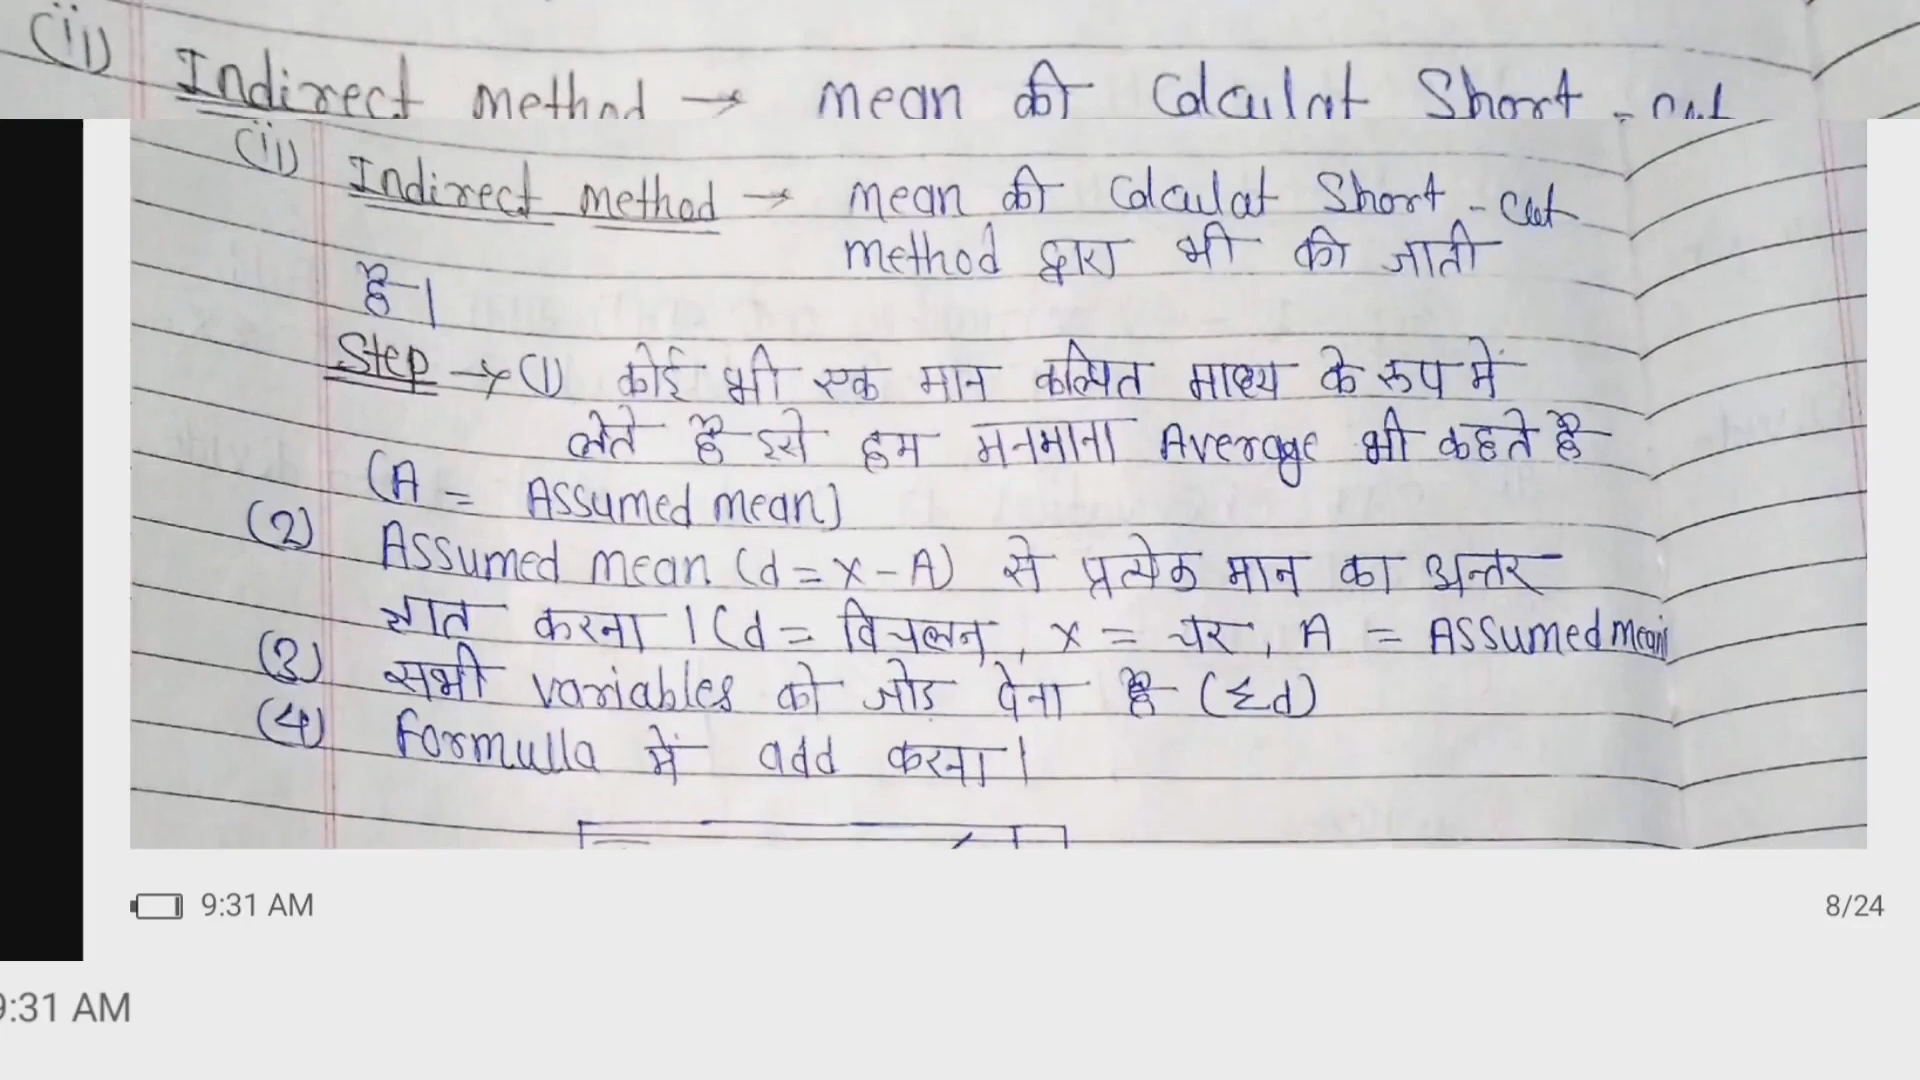 (ii) Indirect method → mean की Calculat Short - cut
(ii) Indirect method → mean की Calculat Short - cut
method द्वारा भी की जाती
है।
Step → (1) कोई भी एक मान कल्पित माध्य के रूप में
लेते है इसे हम मनमाना Average भी कहते है
(A = Assumed mean)
(2) Assumed mean (d = x - A) से प्रत्येक मान का अन्तर
ज्ञात करना। (d = विचलन, x = चर, A = Assumed mean
(3) सभी variables को जोड़ देना है (Σd)
(4) formulla में add करना।
9:31 AM
8/24
9:31 AM